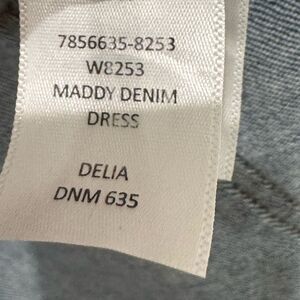 7856635-8253
W8253
MADDY DENIM
DRESS
DELIA
DNM 635